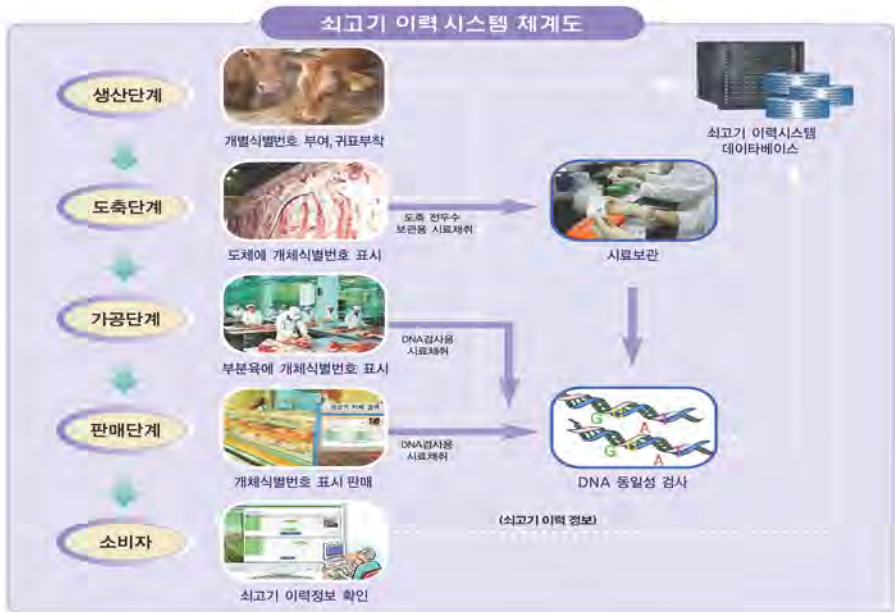 쇠고기 이력 시스템 체계도
생산단계
개별식별번호 부여, 귀표부착
쇠고기 이력시스템
데이타베이스
도축단계
도체에 개체식별번호 표시
도축 전두수
보관용 시료채취
시료보관
가공단계
부분육에 개체식별번호 표시
DNA검사용
시료채취
판매단계
쇠고기 이력 검색
개체식별번호 표시 판매
DNA검사용
시료채취
G
A
G
A
DNA 동일성 검사
소비자
쇠고기 이력정보 확인
(쇠고기 이력 정보)